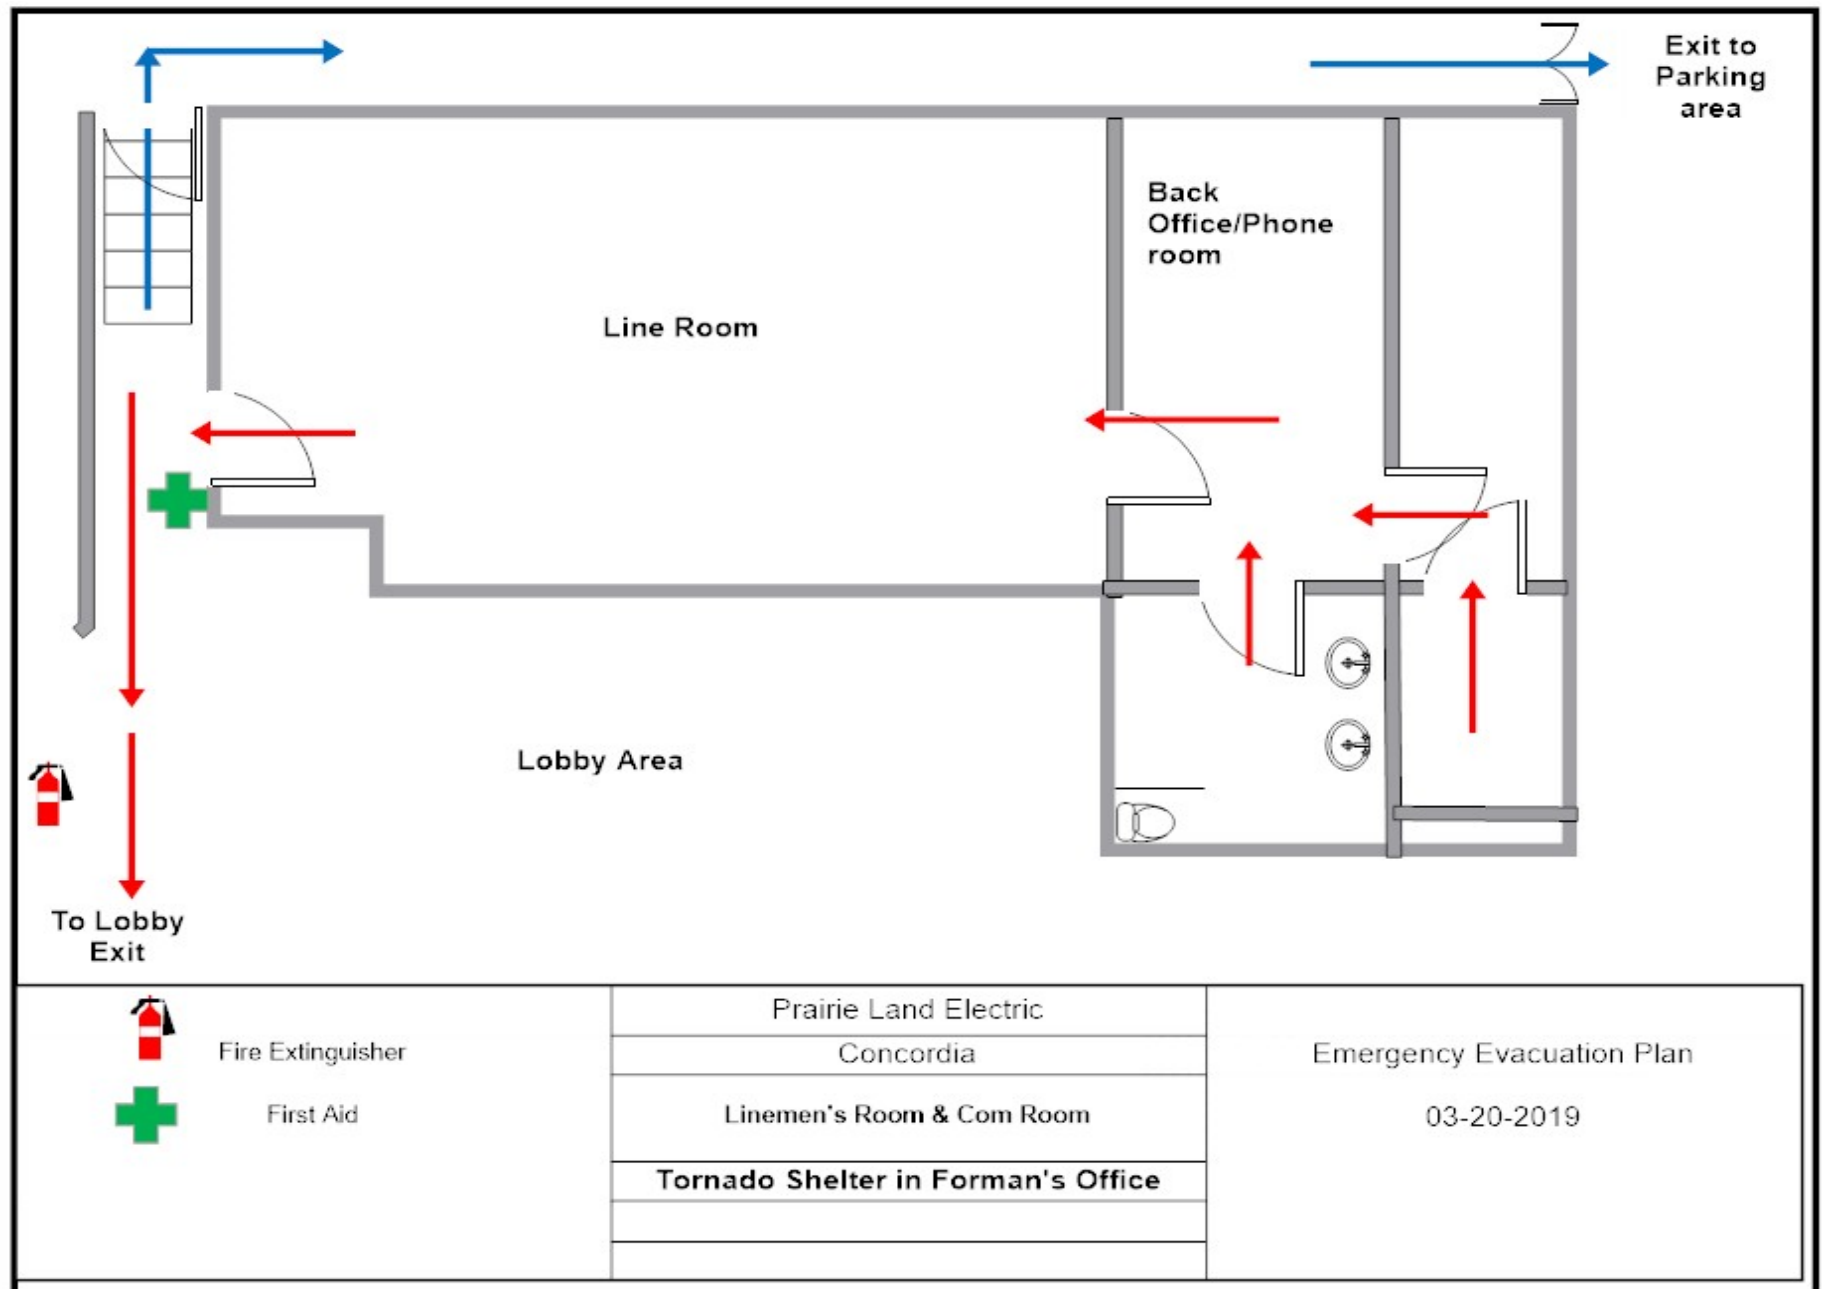 Exit to
Parking
area
Back
Office/Phone
room
Line Room
Lobby Area
To Lobby
Exit
Fire Extinguisher
First Aid
Prairie Land Electric
Concordia
Linemen's Room & Com Room
Tornado Shelter in Forman's Office
Emergency Evacuation Plan
03-20-2019